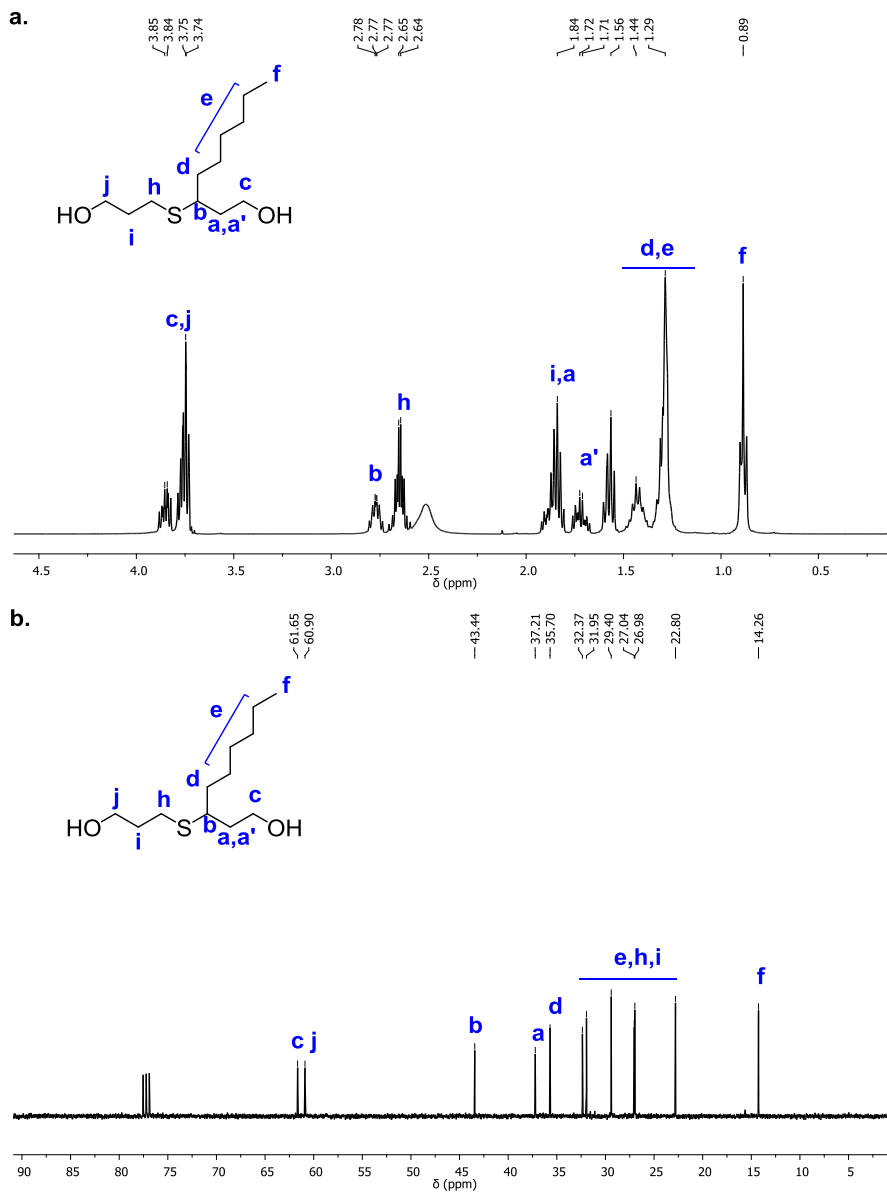 a.
3.85
3.84
3.75
3.74
2.78
2.77
2.77
2.65
2.64
1.84
1.72
1.71
1.56
1.44
1.29
0.89
f
e
d
j
h
c
HO
S
b
OH
i
a,a'
d,e
f
c,j
i,a
h
a'
b
4.5
4.0
3.5
3.0
2.5
2.0
1.5
1.0
0.5
δ (ppm)
b.
61.65
60.90
43.44
37.21
35.70
32.37
31.95
29.40
27.04
26.98
22.80
14.26
f
e
d
j
h
c
HO
S
b
OH
i
a,a'
e,h,i
f
d
b
a
c j
90
85
80
75
70
65
60
55
50
45
40
35
30
25
20
15
10
5
δ (ppm)